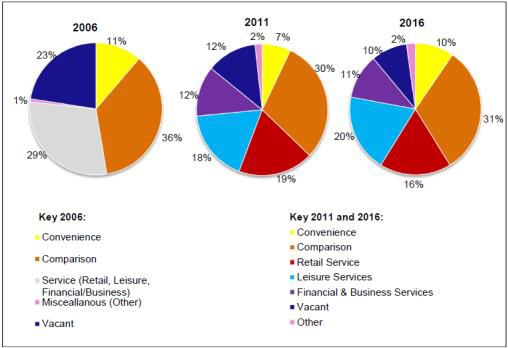 2006
2011
2016
23%
11%
1%
29%
36%
12%
2%
7%
12%
30%
18%
19%
10%
2%
10%
11%
20%
31%
16%
Key 2006:
Convenience
Comparison
Service (Retail, Leisure,
Financial/Business)
Misceallanous (Other)
Vacant
Key 2011 and 2016:
Convenience
Comparison
Retail Service
Leisure Services
Financial & Business Services
Vacant
Other